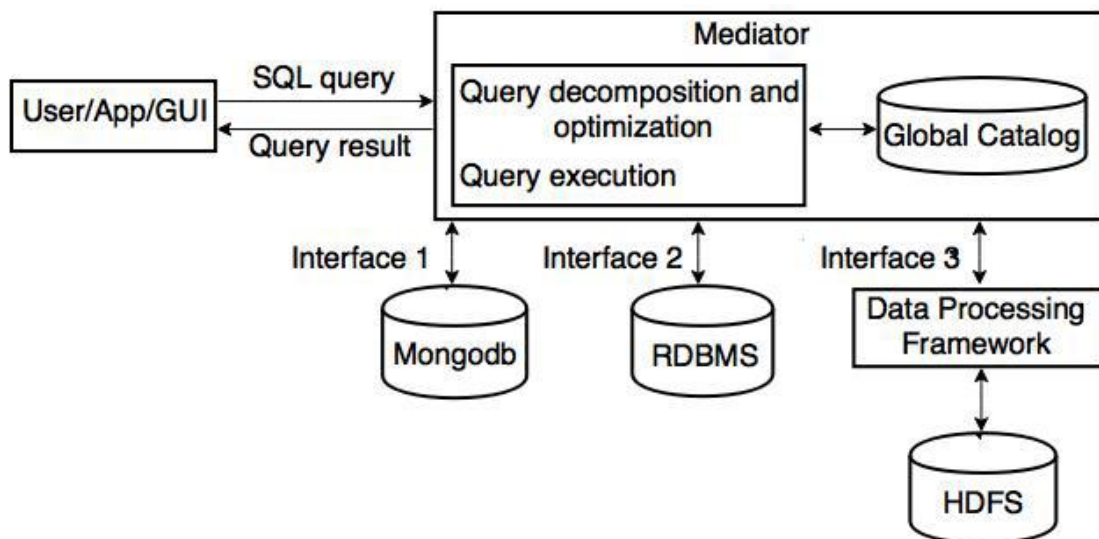 Mediator
SQL query
User/App/GUI
Query result
Query decomposition and
optimization
Query execution
Global Catalog
Interface 1
Interface 2
Interface 3
Mongodb
RDBMS
Data Processing
Framework
HDFS